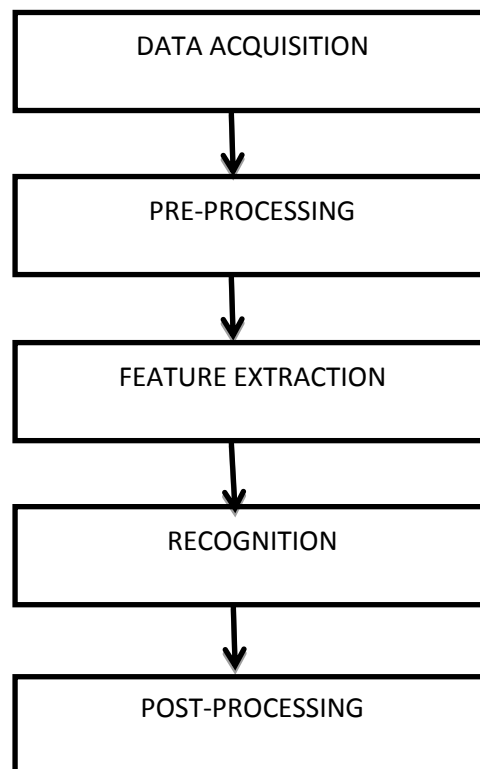 DATA ACQUISITION
PRE-PROCESSING
FEATURE EXTRACTION
RECOGNITION
POST-PROCESSING